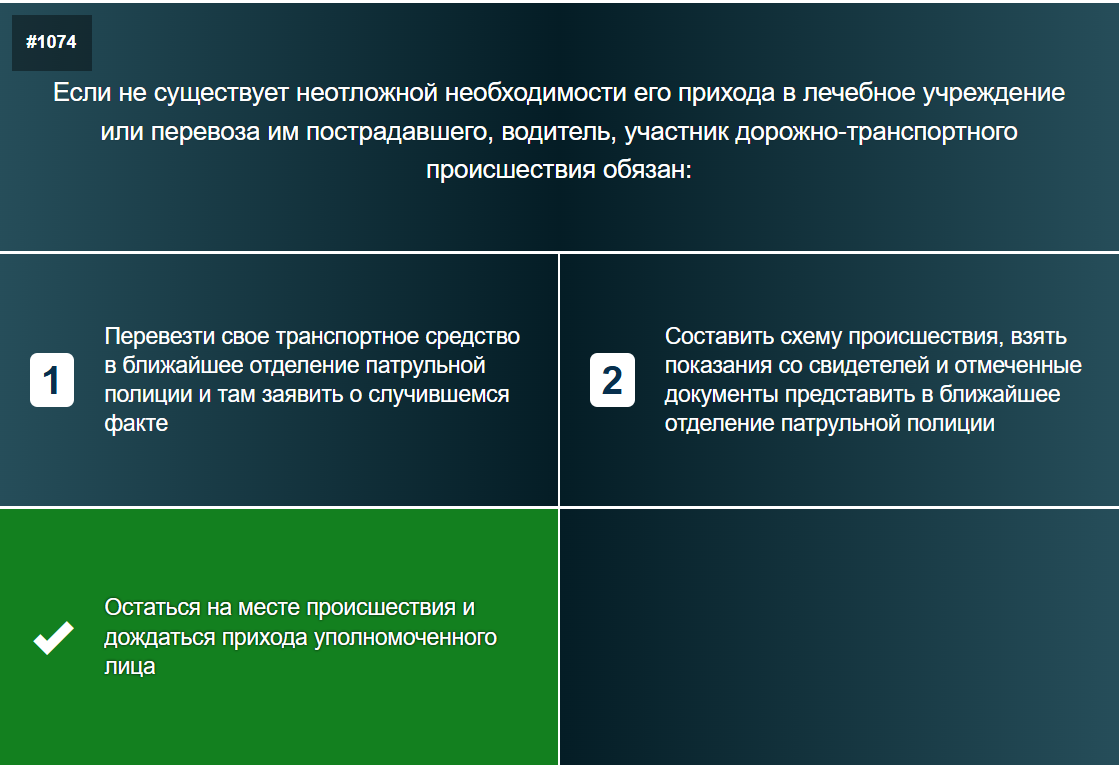 #1074
Если не существует неотложной необходимости его прихода в лечебное учреждение
или перевоза им пострадавшего, водитель, участник дорожно-транспортного
происшествия обязан:
1
Перевезти свое транспортное средство
в ближайшее отделение патрульной
полиции и там заявить о случившемся
факте
2
Составить схему происшествия, взять
показания со свидетелей и отмеченные
документы представить в ближайшее
отделение патрульной полиции
Остаться на месте происшествия и
дождаться прихода уполномоченного
лица